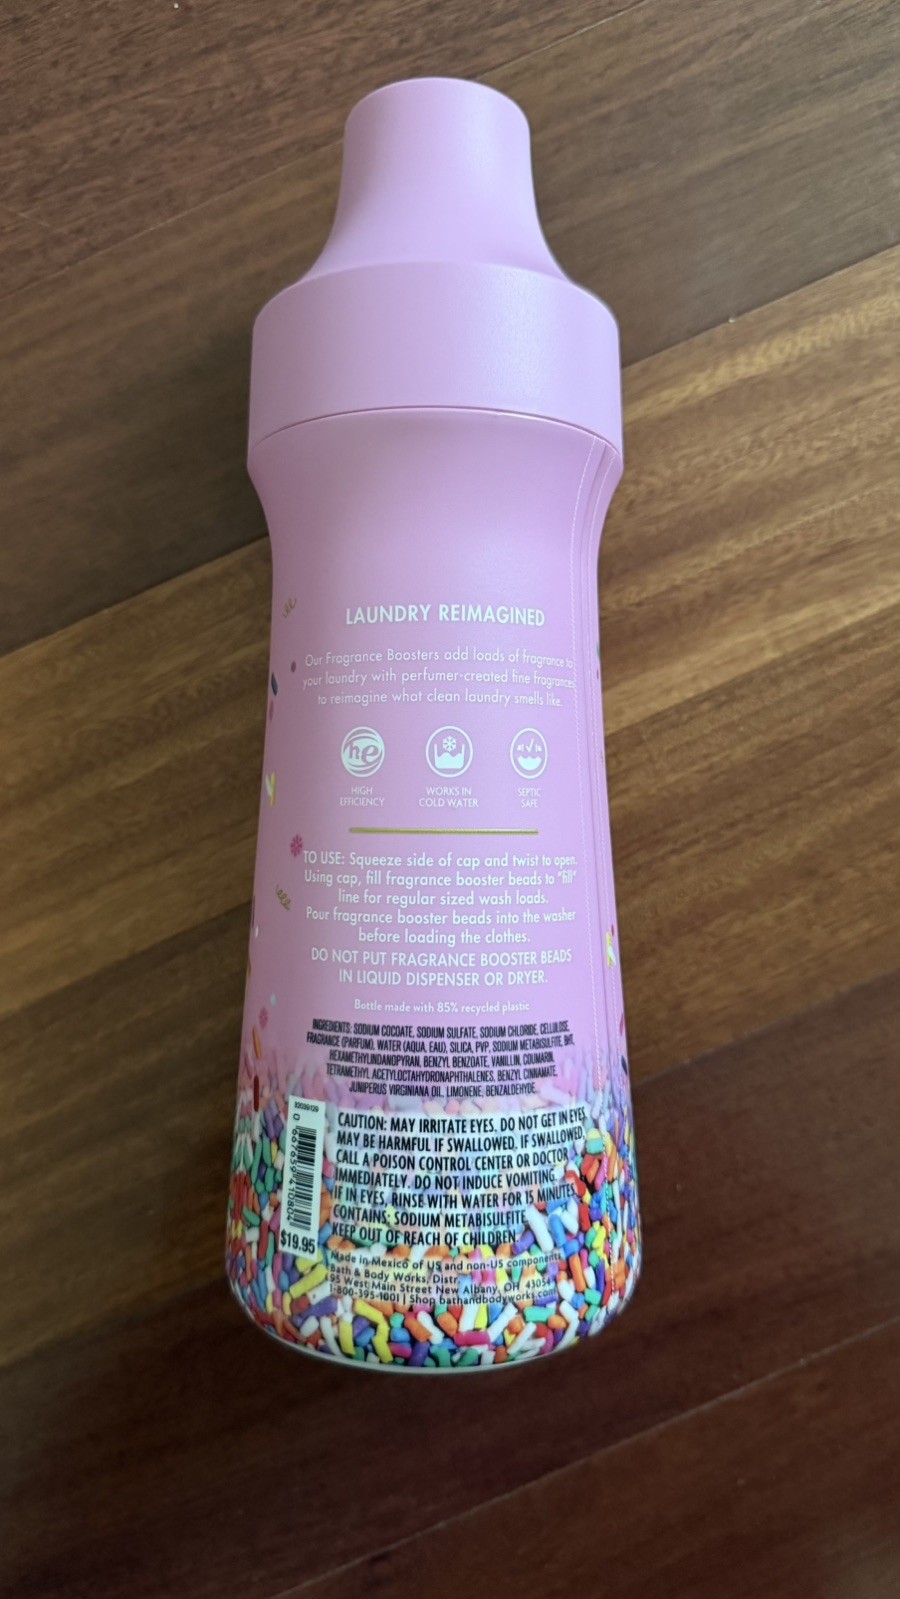 LAUNDRY REIMAGINED
Our Fragrance Boosters add loads of fragrance to
your laundry with perfumer-created fine fragrances
to reimagine what clean laundry smells like.
he
HIGH
EFFICIENCY
WORKS IN
COLD WATER
SEPTIC
SAFE
TO USE: Squeeze side of cap and twist to open.
Using cap, fill fragrance booster beads to "fill"
line for regular sized wash loads.
Pour fragrance booster beads into the washer
before loading the clothes.
DO NOT PUT FRAGRANCE BOOSTER BEADS
IN LIQUID DISPENSER OR DRYER.
Bottle made with 85% recycled plastic
INGREDIENTS: SODIUM COCOATE, SODIUM SULFATE, SODIUM CHLORIDE, CELLULOSE,
FRAGRANCE (PARFUM), WATER (AQUA, EAU), SILICA, PVP, SODIUM METABISULFITE, BHT,
HEXAMETHYLINDANOPYRAN, BENZYL BENZOATE, VANILLIN, COUMARIN,
TETRAMETHYL ACETYLOCTAHYDRONAPHTHALENES, BENZYL CINNAMATE,
JUNIPERUS VIRGINIANA OIL, LIMONENE, BENZALDEHYDE.
CAUTION: MAY IRRITATE EYES. DO NOT GET IN EYES.
MAY BE HARMFUL IF SWALLOWED. IF SWALLOWED,
CALL A POISON CONTROL CENTER OR DOCTOR
IMMEDIATELY. DO NOT INDUCE VOMITING.
IF IN EYES, RINSE WITH WATER FOR 15 MINUTES.
CONTAINS: SODIUM METABISULFITE
KEEP OUT OF REACH OF CHILDREN.
$19.95
Made in Mexico of US and non-US components
Bath & Body Works, Distr.
95 West Main Street New Albany, OH 43054
1-800-395-1001 | Shop bathandbodyworks.com